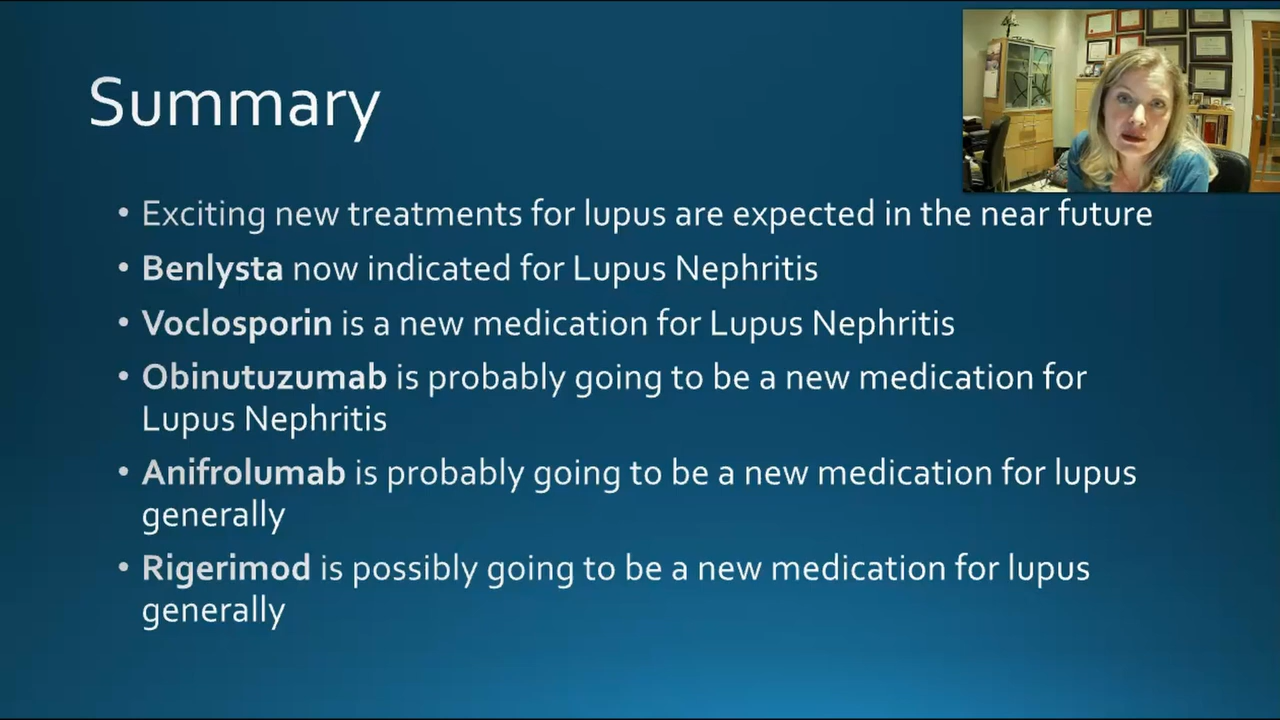 Summary
• Exciting new treatments for lupus are expected in the near future
• Benlysta now indicated for Lupus Nephritis
• Voclosporin is a new medication for Lupus Nephritis
• Obinutuzumab is probably going to be a new medication for
Lupus Nephritis
• Anifrolumab is probably going to be a new medication for lupus
generally
• Rigerimod is possibly going to be a new medication for lupus
generally